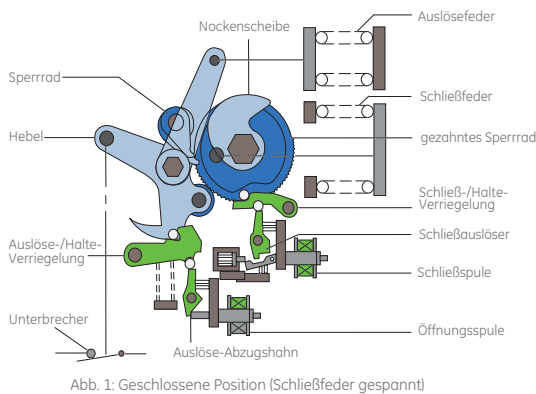 Nockenscheibe
Auslösefeder
Sperrrad
Schließfeder
Hebel
gezahntes Sperrrad
Schließ-/Halte-
Verriegelung
Auslöse-/Halte-
Verriegelung
Schließauslöser
Schließspule
Unterbrecher
Öffnungsspule
Auslöse-Abzugshahn
Abb. 1: Geschlossene Position (Schließfeder gespannt)